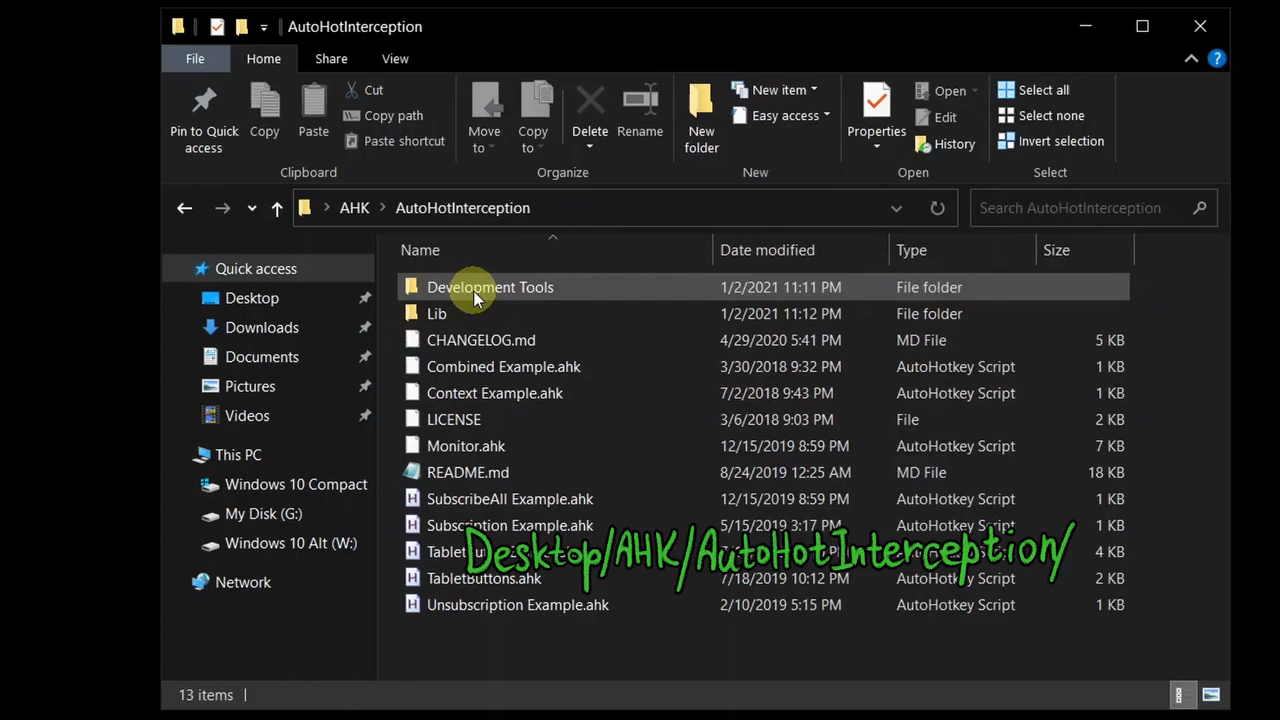 AutoHotInterception
File Home Share View
Pin to Quick access
Copy
Paste
Cut
Copy path
Paste shortcut
Clipboard
Move to
Copy to
Delete
Rename
Organize
New folder
New item
Easy access
New
Properties
Open
Edit
History
Open
Select all
Select none
Invert selection
Select
AHK > AutoHotInterception
Search AutoHotInterception
Quick access
Desktop
Downloads
Documents
Pictures
Videos
This PC
Windows 10 Compact
My Disk (G:)
Windows 10 Alt (W:)
Network
Name Date modified Type Size
Development Tools 1/2/2021 11:11 PM File folder
Lib 1/2/2021 11:12 PM File folder
CHANGELOG.md 4/29/2020 5:41 PM MD File 5 KB
Combined Example.ahk 3/30/2018 9:32 PM AutoHotkey Script 1 KB
Context Example.ahk 7/2/2018 9:43 PM AutoHotkey Script 1 KB
LICENSE 3/6/2018 9:03 PM File 2 KB
Monitor.ahk 12/15/2019 8:59 PM AutoHotkey Script 7 KB
README.md 8/24/2019 12:25 AM MD File 18 KB
SubscribeAll Example.ahk 12/15/2019 8:59 PM AutoHotkey Script 1 KB
Subscription Example.ahk 5/15/2019 3:17 PM AutoHotkey Script 1 KB
PM AutoHotkey Script 4 KB
Desktop/AHK/AutoHotInterception/
TabletButtons.ahk 7/18/2019 10:12 PM AutoHotkey Script 2 KB
Unsubscription Example.ahk 2/10/2019 5:15 PM AutoHotkey Script 1 KB
13 items